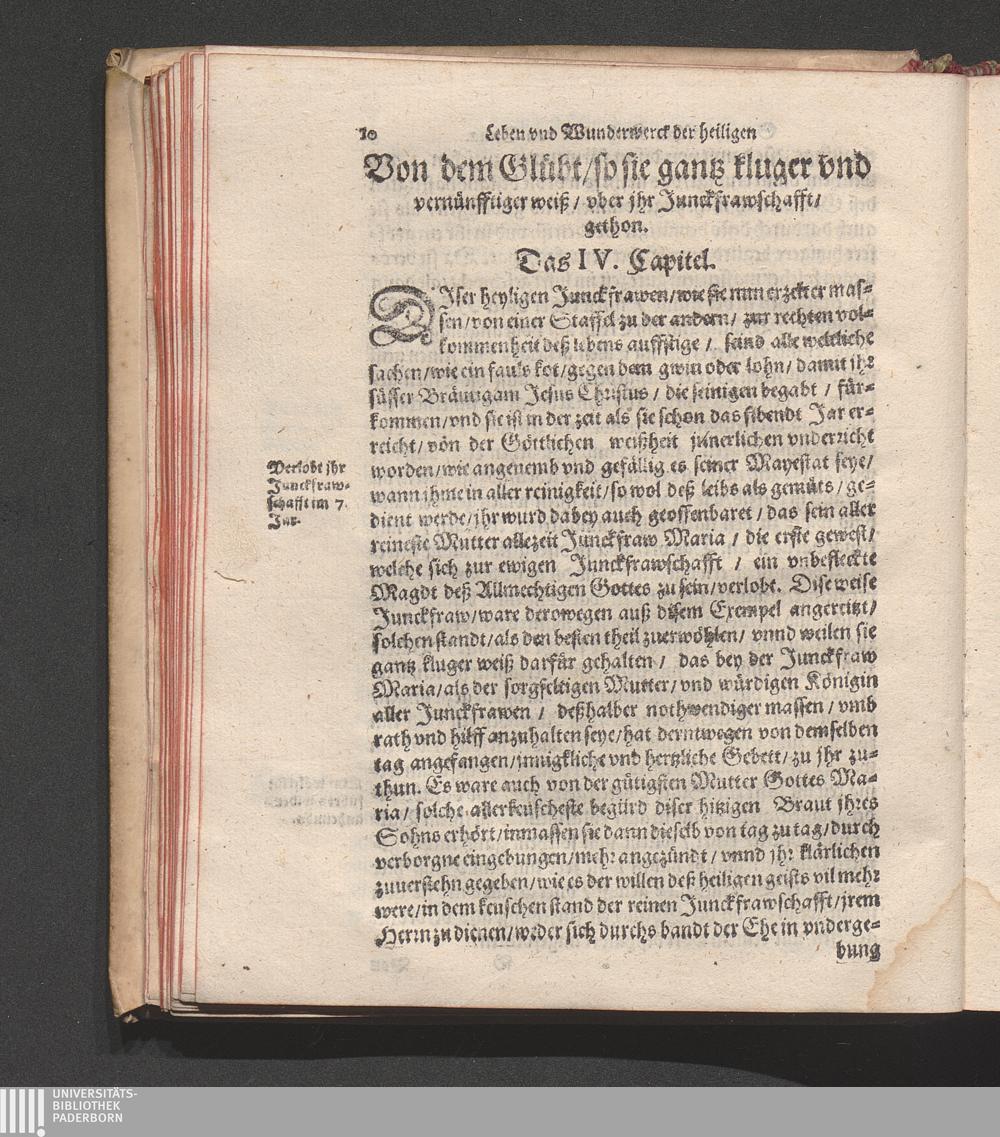 10 Leben vnd Wunderwerck der heiligen
Von dem Glübt/so sie gantz kluger vnd
vernünfftiger weiß/ vber jhr Junckfrawschafft/
gethon.
Das IV. Capitel.
DIser heyligen Junckfrawen/wie sie nun erzelter mas-
sen/von einer Staffel zu der andern/ zur rechten vol-
kommenheit deß lebens auffstige/ seind alle weltliche
sachen/wie ein fauls kot/gegen dem gwin oder lohn/damit jhr
süsser Bräutigam Jesus Christus/ die seinigen begabt/ für-
kommen/vnd sie ist in der zeit als sie schon das sibendt Jar er-
reicht/von der Göttlichen weißheit jnnerlichen vnderricht
worden/wie angenemb vnd gefällig es seiner Mayestat seye/
wann jhme in aller reinigkeit/so wol deß leibs als gemüts/ge-
dient werde/jhr wurd dabey auch geoffenbaret/das sein aller
reineste Mutter allezeit Junckfraw Maria/ die erste gewest/
welche sich zur ewigen Junckfrawschafft/ ein vnbefleckte
Magdt deß Allmechtigen Gottes zu sein/verlobt. Dise weise
Junckfraw/ware derowegen auß disem Exempel angereitzt/
solchen standt/als den besten theil zuerwöhlen/vnnd weilen sie
gantz kluger weiß darfür gehalten/ das bey der Junckfraw
Maria/als der sorgfeltigen Mutter/vnd würdigen Königin
aller Junckfrawen/ deßhalber nothwendiger massen/vmb
rath vnd hilff anzuhalten seye/hat derntwegen von demselben
tag angefangen/jnnigkliche vnd hertzliche Gebett/zu jhr zu-
thun. Es ware auch von der gütigsten Mutter Gottes Ma-
ria/ solche allerkeuscheste begürd diser hitzigen Braut jhres
Sohns erhört/inmassen sie dann dieselb von tag zu tag/durch
verborgne eingebungen/mehr angezündt/vnnd jhr klärlichen
zuuerstehn gegeben/wie es der willen deß heiligen geists vil mehr
were/in dem keuschen stand der reinen Junckfrawschafft/jrem
Herrn zu dienen/weder sich durchs bandt der Ehe in vnderge-
bung
Verlobt jhr
Junckfraw-
schafft im 7.
Jar.
UNIVERSITÄTS-
BIBLIOTHEK
PADERBORN